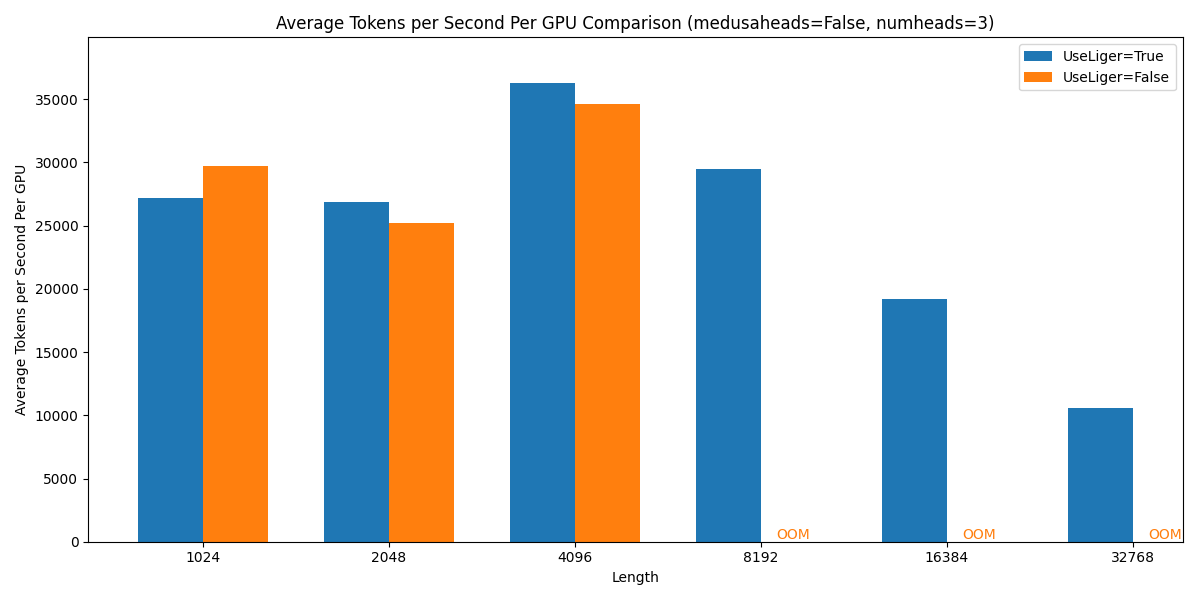 Average Tokens per Second Per GPU Comparison (medusaheads=False, numheads=3)
UseLiger=True
UseLiger=False
Average Tokens per Second Per GPU
35000
30000
25000
20000
15000
10000
5000
0
OOM
OOM
OOM
1024
2048
4096
8192
16384
32768
Length